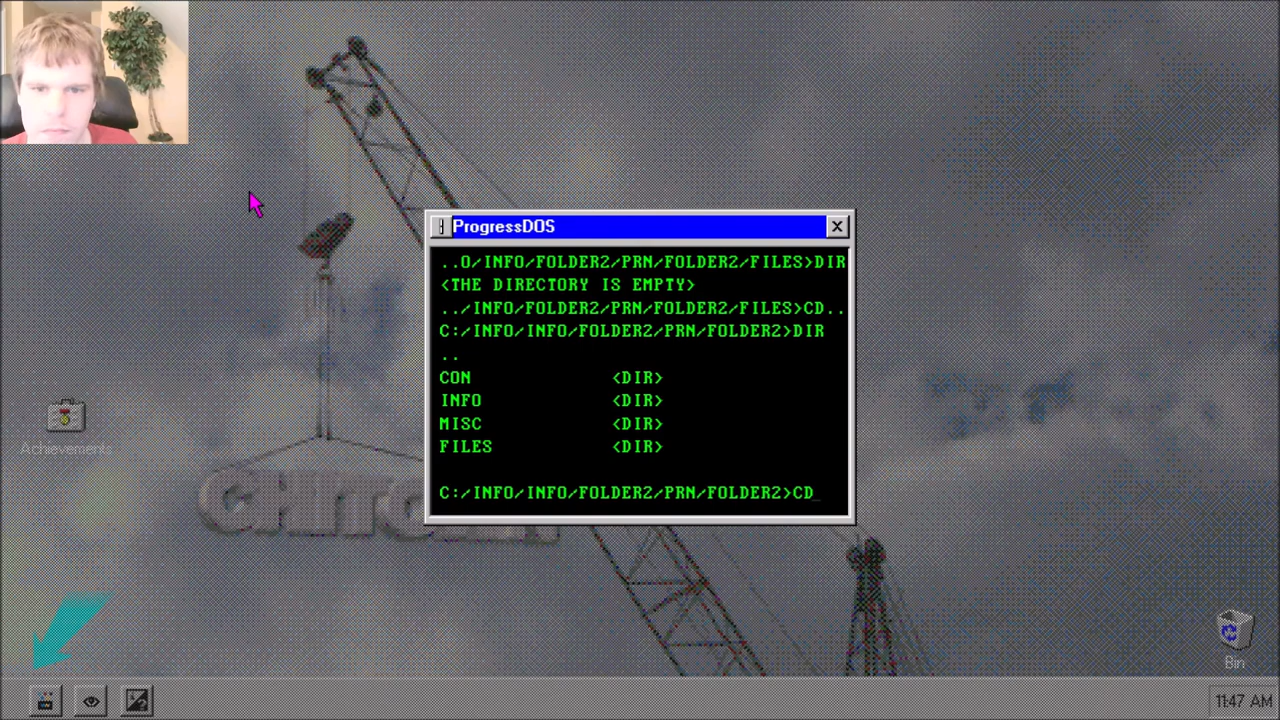 ProgressDOS
..O/INFO/FOLDER2/PRN/FOLDER2/FILES>DIR
<THE DIRECTORY IS EMPTY>
../INFO/FOLDER2/PRN/FOLDER2/FILES>CD..
C:/INFO/INFO/FOLDER2/PRN/FOLDER2>DIR
..
CON <DIR>
INFO <DIR>
MISC <DIR>
FILES <DIR>
C:/INFO/INFO/FOLDER2/PRN/FOLDER2>CD_
Achievements
Bin
11:47 AM